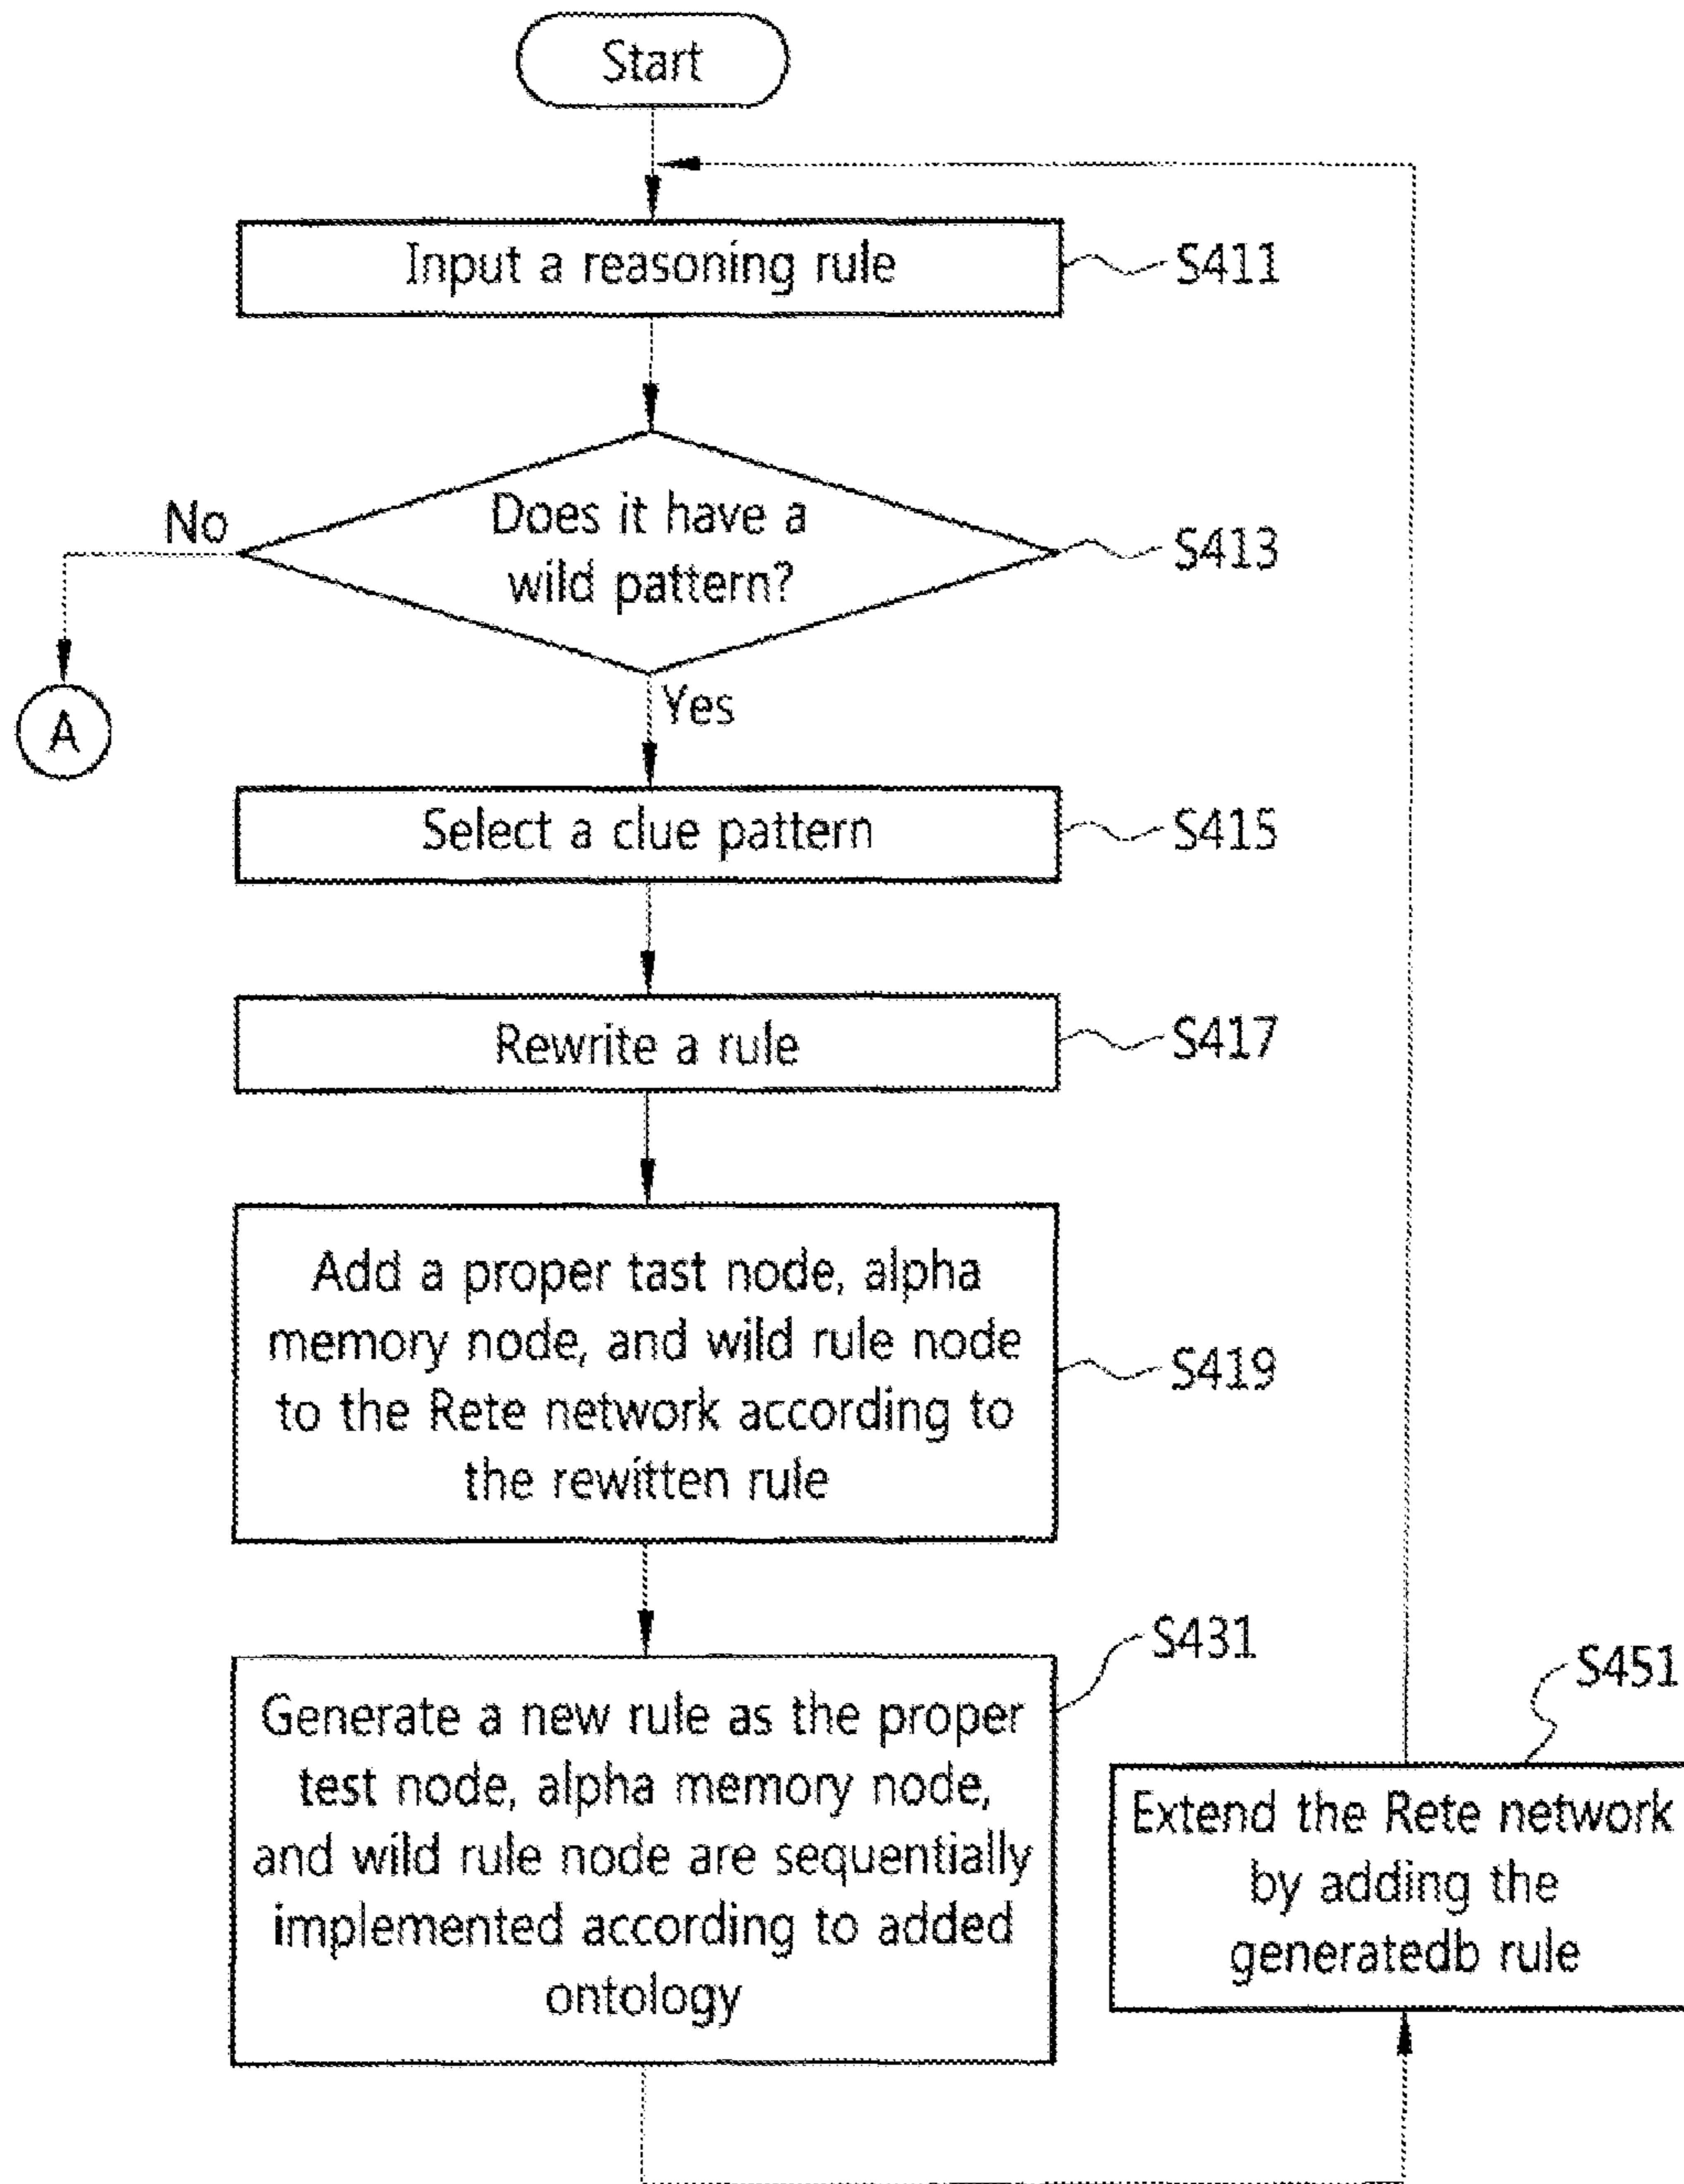 Start
Input a reasoning rule
S411
Does it have a
wild pattern?
S413
No
A
Yes
Select a clue pattern
S415
Rewrite a rule
S417
Add a proper tast node, alpha
memory node, and wild rule node
to the Rete network according to
the rewitten rule
S419
Generate a new rule as the proper
test node, alpha memory node,
and wild rule node are sequentially
implemented according to added
ontology
S431
Extend the Rete network
by adding the
generatedb rule
S451